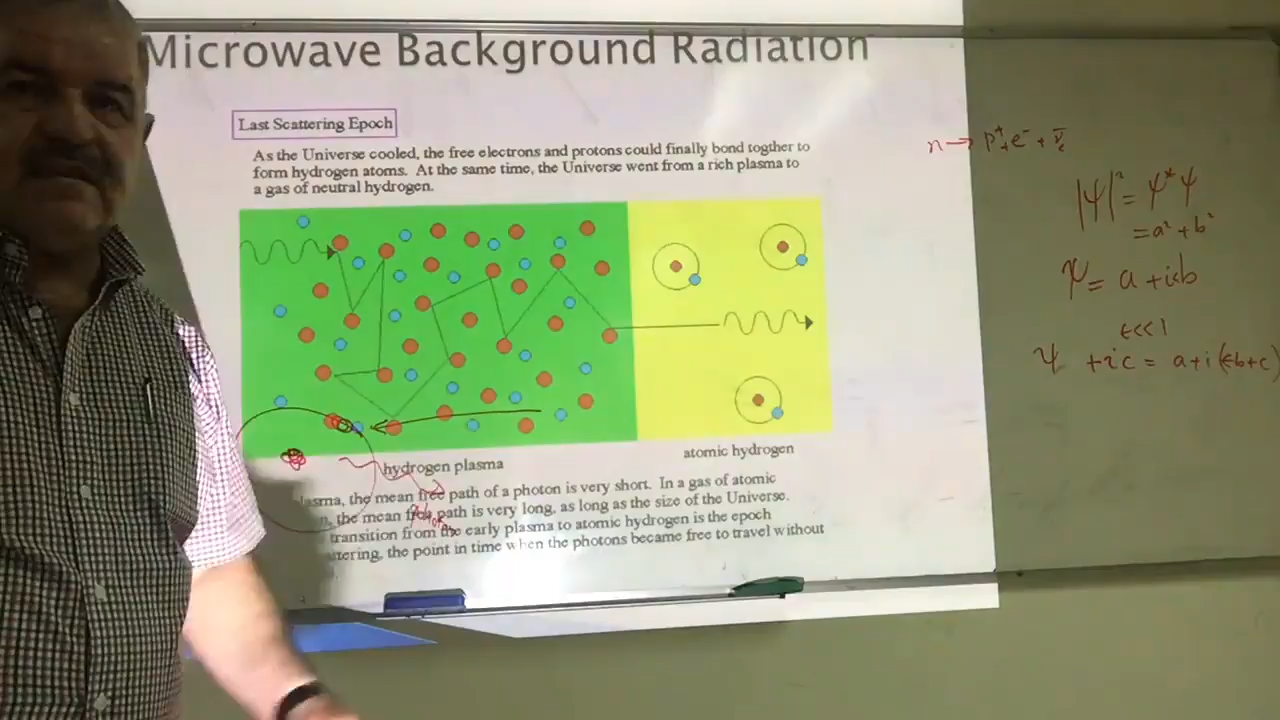 Microwave Background Radiation
Last Scattering Epoch
As the Universe cooled, the free electrons and protons could finally bond togther to
form hydrogen atoms. At the same time, the Universe went from a rich plasma to
a gas of neutral hydrogen.
hydrogen plasma
atomic hydrogen
lasma, the mean free path of a photon is very short. In a gas of atomic
n, the mean free path is very long, as long as the size of the Universe.
transition from the early plasma to atomic hydrogen is the epoch
ttering, the point in time when the photons became free to travel without
n → p⁺ + e⁻ + ν̄ₑ
|ψ|² = ψ*ψ
= a² + b²
ψ = a + iεb
ε<<1
ψ + ic = a + i(εb+c)